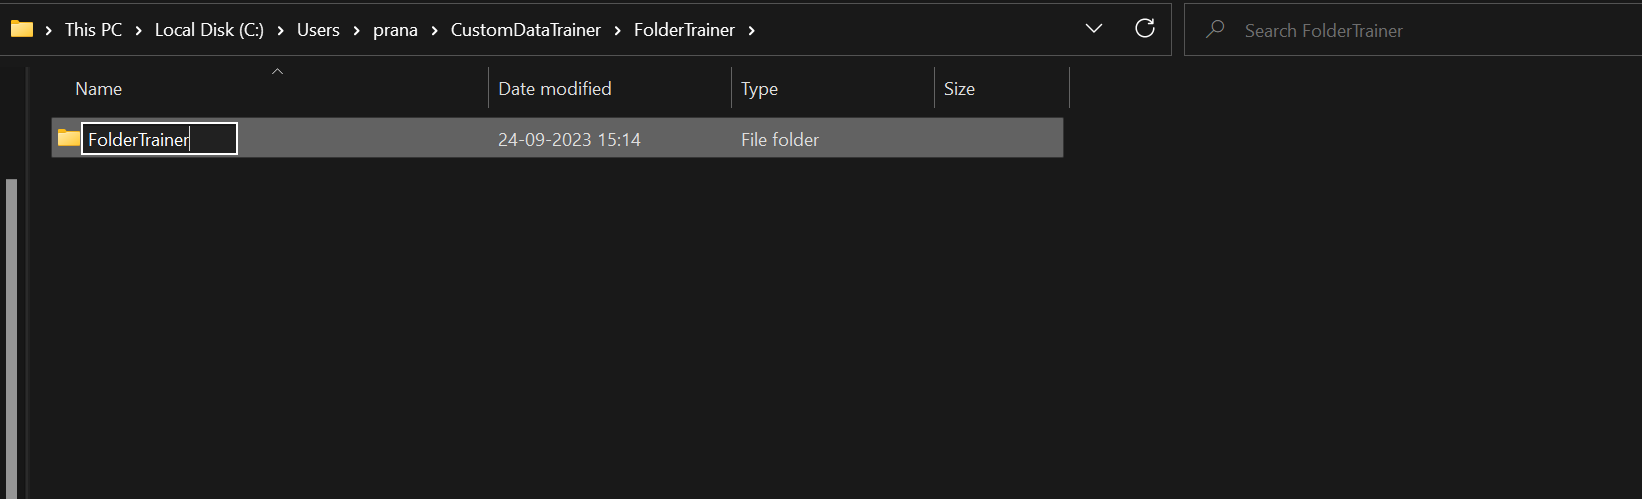 This PC > Local Disk (C:) > Users > prana > CustomDataTrainer > FolderTrainer >
Search FolderTrainer
Name Date modified Type Size
FolderTrainer 24-09-2023 15:14 File folder